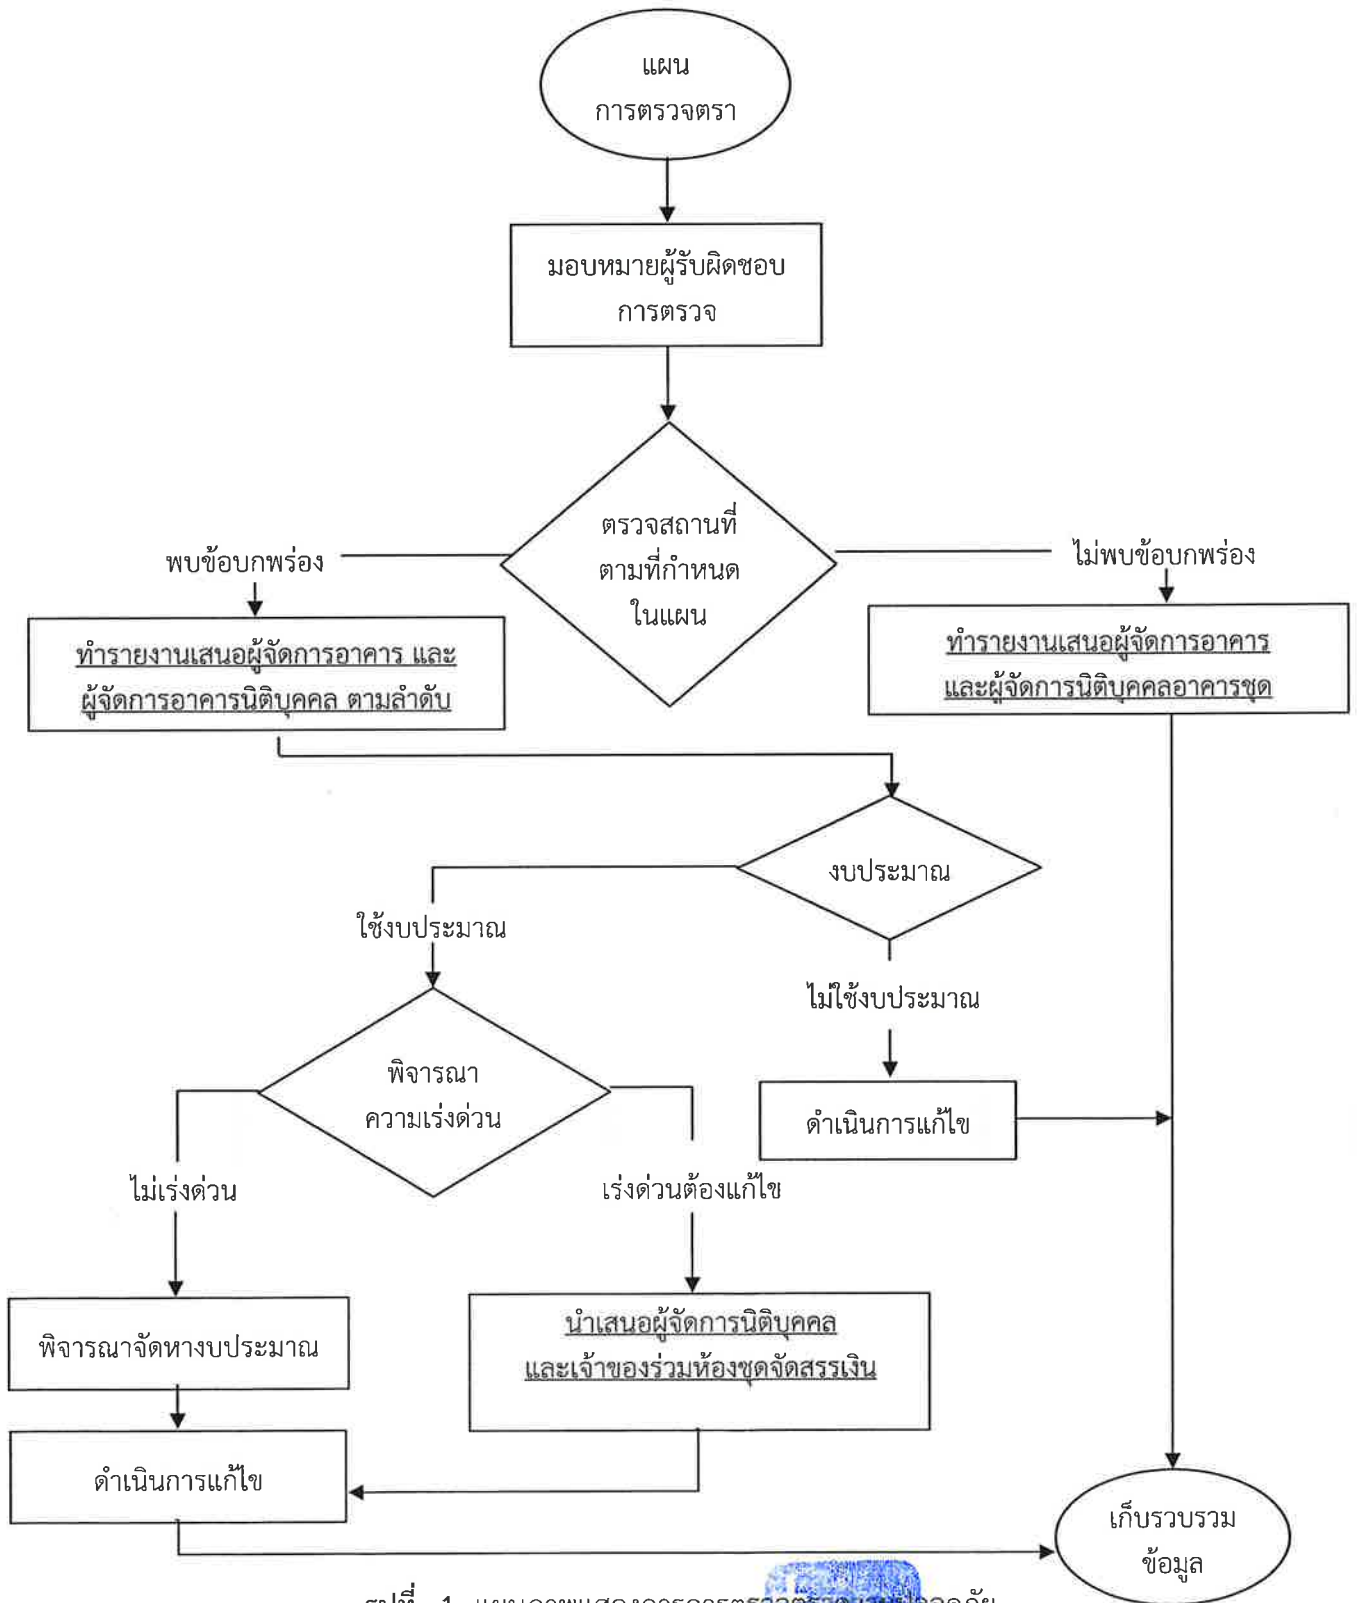 แผน
การตรวจตรา
มอบหมายผู้รับผิดชอบ
การตรวจ
ตรวจสถานที่
ตามที่กำหนด
ในแผน
พบข้อบกพร่อง
ไม่พบข้อบกพร่อง
ทำรายงานเสนอผู้จัดการอาคาร และ
ผู้จัดการอาคารนิติบุคคล ตามลำดับ
ทำรายงานเสนอผู้จัดการอาคาร
และผู้จัดการนิติบุคคลอาคารชุด
งบประมาณ
ใช้งบประมาณ
ไม่ใช้งบประมาณ
พิจารณา
ความเร่งด่วน
ดำเนินการแก้ไข
ไม่เร่งด่วน
เร่งด่วนต้องแก้ไข
พิจารณาจัดหางบประมาณ
นำเสนอผู้จัดการนิติบุคคล
และเจ้าของร่วมห้องชุดจัดสรรเงิน
ดำเนินการแก้ไข
เก็บรวบรวม
ข้อมูล
รูปที่ 1 แผนภาพแสดงการ